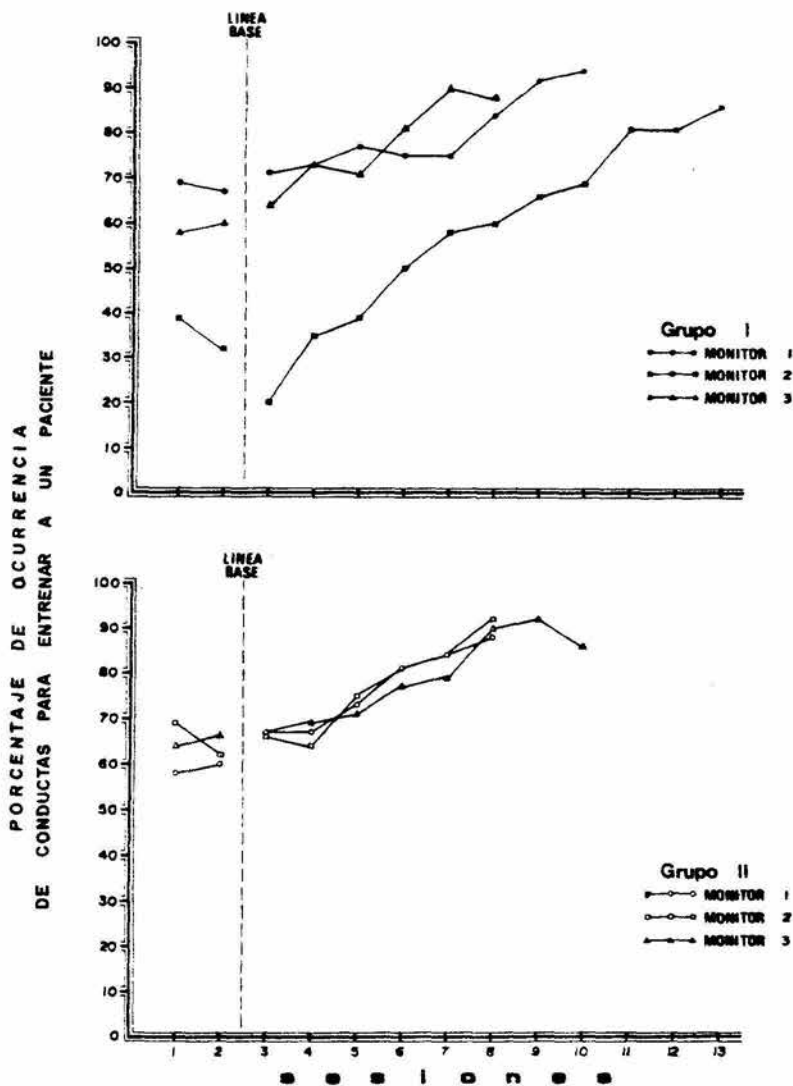 LINEA
BASE
100
90
80
70
60
50
40
30
20
10
0
Grupo I
MONITOR 1
MONITOR 2
MONITOR 3
PORCENTAJE DE OCURRENCIA
DE CONDUCTAS PARA ENTRENAR A UN PACIENTE
LINEA
BASE
100
90
80
70
60
50
40
30
20
10
0
Grupo II
MONITOR 1
MONITOR 2
MONITOR 3
1 2 3 4 5 6 7 8 9 10 11 12 13
sesiones